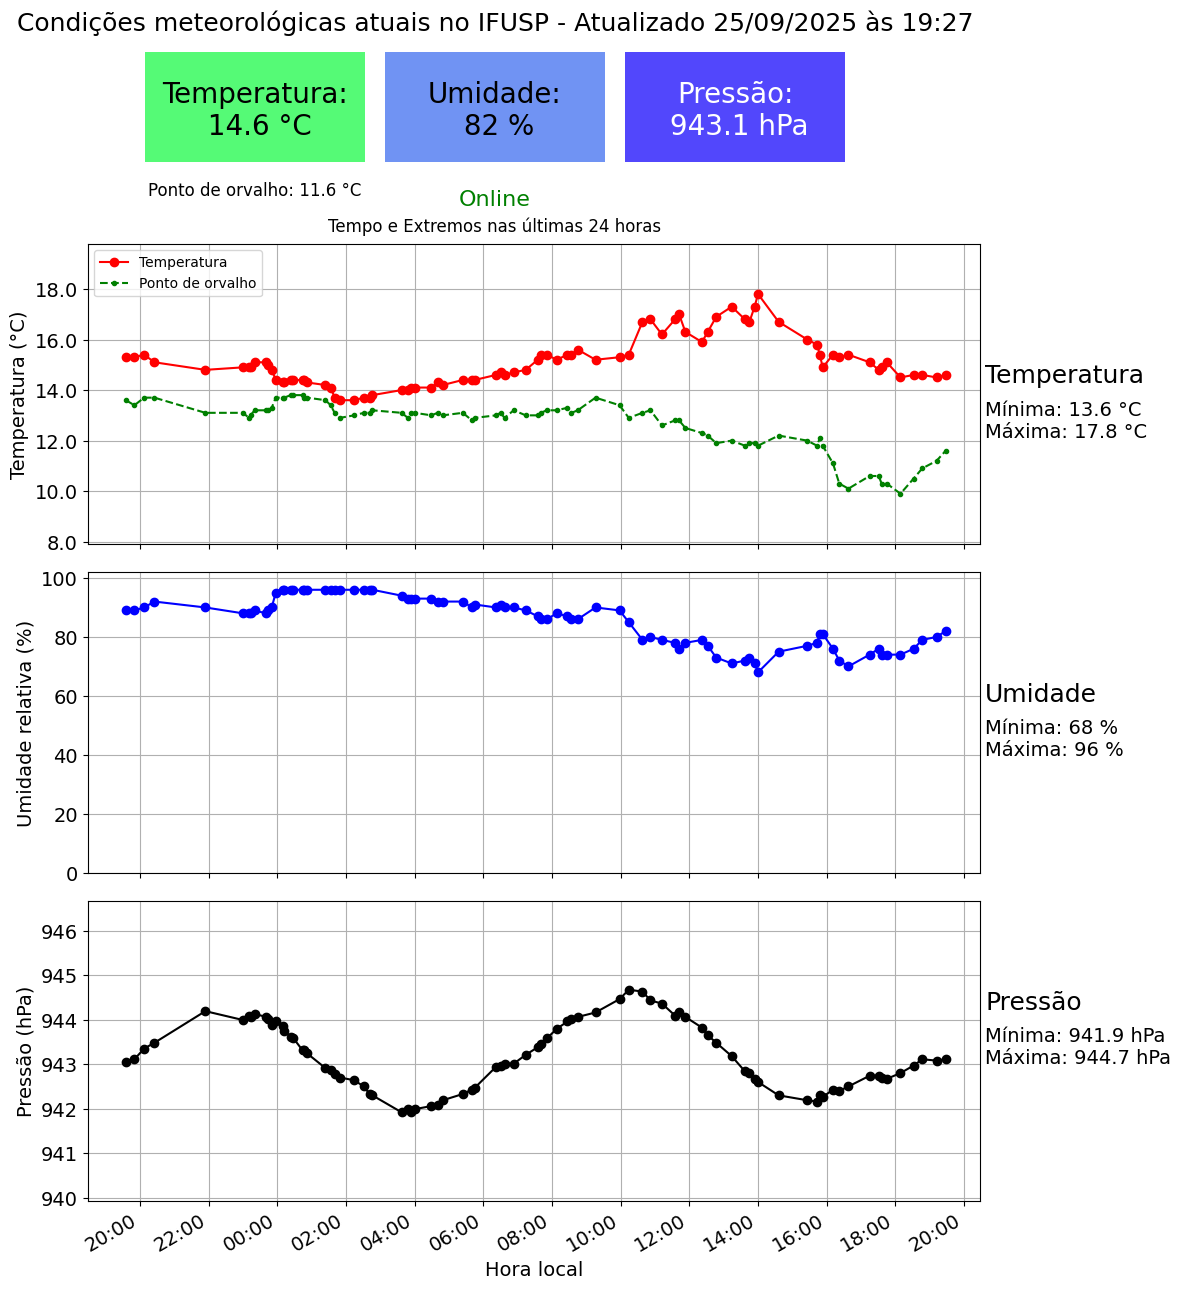 Condições meteorológicas atuais no IFUSP - Atualizado 25/09/2025 às 19:27
Temperatura:
14.6 °C
Umidade:
82 %
Pressão:
943.1 hPa
Ponto de orvalho: 11.6 °C
Online
Tempo e Extremos nas últimas 24 horas
Temperatura
Ponto de orvalho
Temperatura (°C)
18.0
16.0
14.0
12.0
10.0
8.0
Temperatura
Mínima: 13.6 °C
Máxima: 17.8 °C
Umidade relativa (%)
100
80
60
40
20
0
Umidade
Mínima: 68 %
Máxima: 96 %
Pressão (hPa)
946
945
944
943
942
941
940
Pressão
Mínima: 941.9 hPa
Máxima: 944.7 hPa
20:00
22:00
00:00
02:00
04:00
06:00
08:00
10:00
12:00
14:00
16:00
18:00
20:00
Hora local